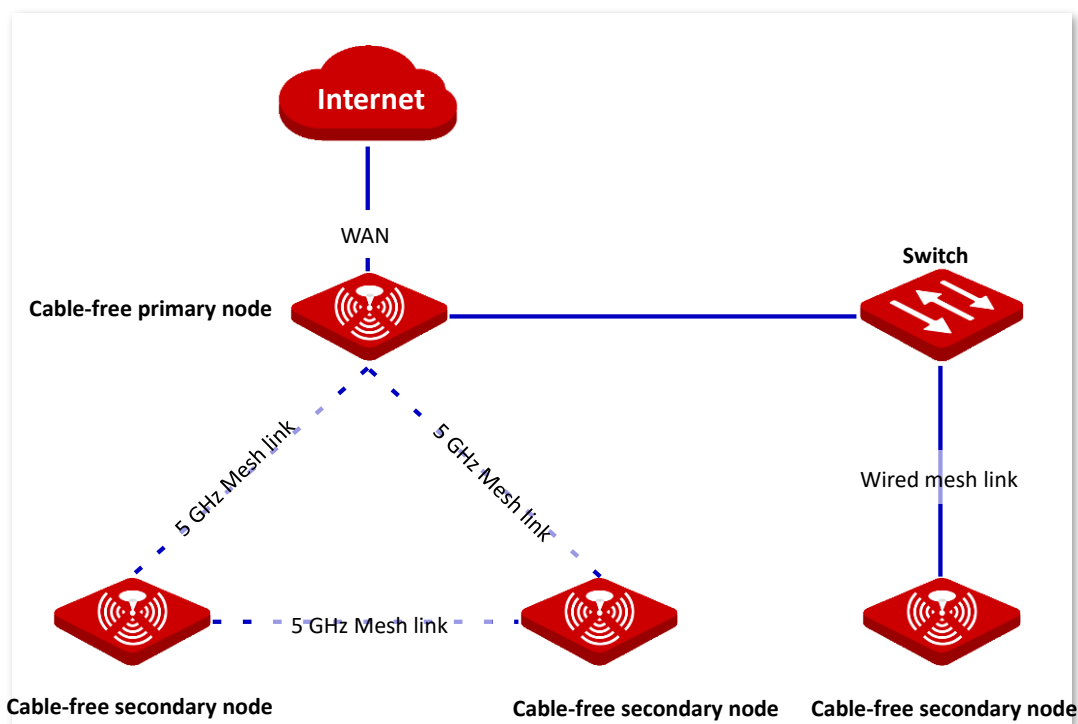 Internet
WAN
Switch
Cable-free primary node
5 GHz Mesh link
5 GHz Mesh link
Wired mesh link
5 GHz Mesh link
Cable-free secondary node
Cable-free secondary node
Cable-free secondary node